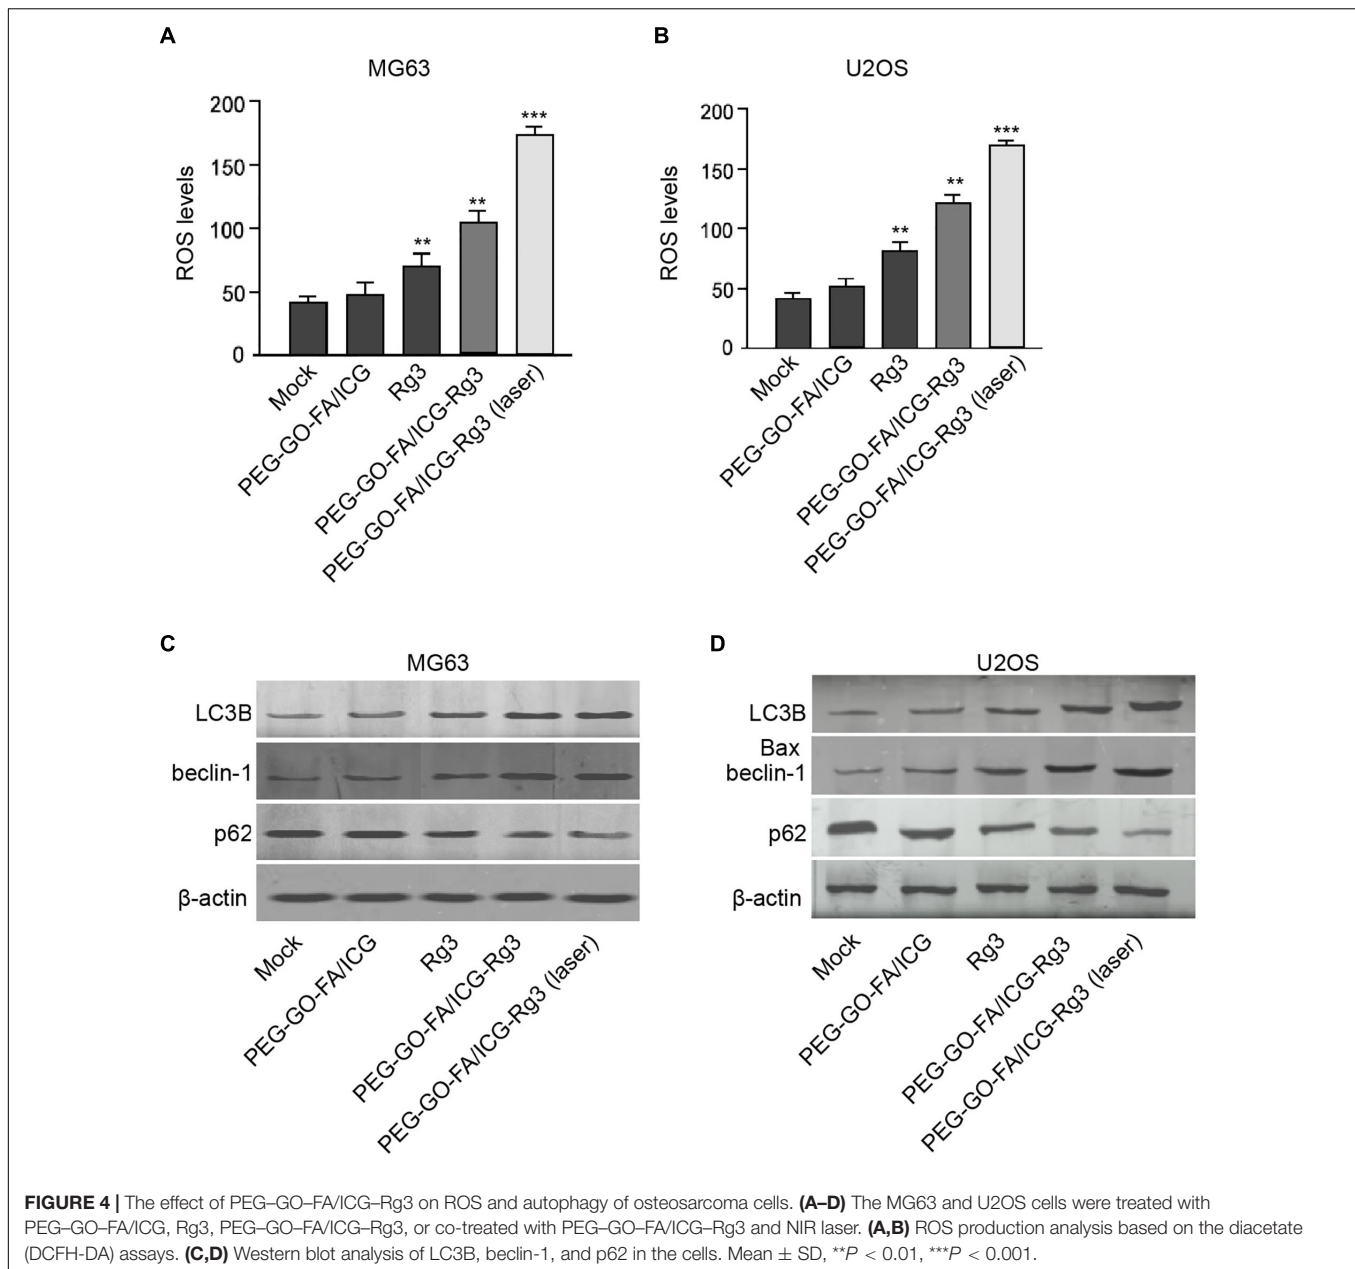 A
MG63
ROS levels
200
150
100
50
0
**
**
***
Mock
PEG-GO-FA/ICG
Rg3
PEG-GO-FA/ICG-Rg3
PEG-GO-FA/ICG-Rg3 (laser)
B
U2OS
ROS levels
200
150
100
50
0
**
**
***
Mock
PEG-GO-FA/ICG
Rg3
PEG-GO-FA/ICG-Rg3
PEG-GO-FA/ICG-Rg3 (laser)
C
MG63
LC3B
beclin-1
p62
β-actin
Mock
PEG-GO-FA/ICG
Rg3
PEG-GO-FA/ICG-Rg3
PEG-GO-FA/ICG-Rg3 (laser)
D
U2OS
LC3B
Bax
beclin-1
p62
β-actin
Mock
PEG-GO-FA/ICG
Rg3
PEG-GO-FA/ICG-Rg3
PEG-GO-FA/ICG-Rg3 (laser)
FIGURE 4 | The effect of PEG–GO–FA/ICG–Rg3 on ROS and autophagy of osteosarcoma cells. (A–D) The MG63 and U2OS cells were treated with
PEG–GO–FA/ICG, Rg3, PEG–GO–FA/ICG–Rg3, or co-treated with PEG–GO–FA/ICG–Rg3 and NIR laser. (A,B) ROS production analysis based on the diacetate
(DCFH-DA) assays. (C,D) Western blot analysis of LC3B, beclin-1, and p62 in the cells. Mean ± SD, **P < 0.01, ***P < 0.001.